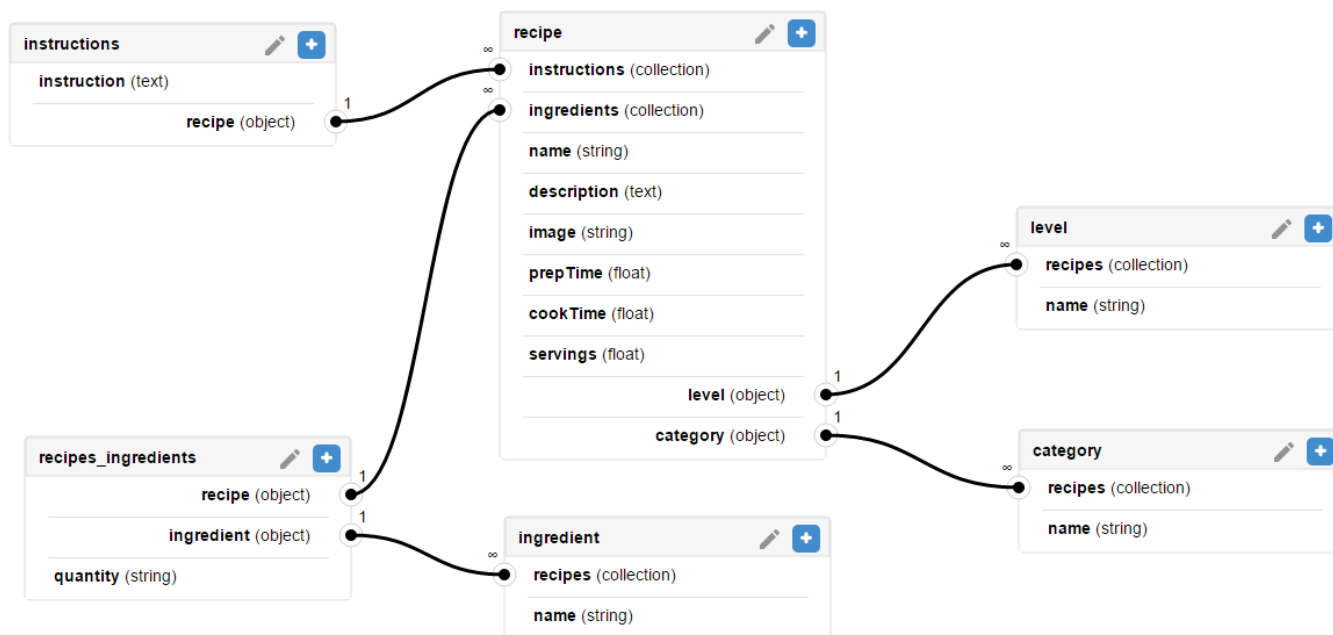 instructions
instruction (text)
recipe (object)
1
recipe
∞
instructions (collection)
∞
ingredients (collection)
name (string)
description (text)
image (string)
prepTime (float)
cookTime (float)
servings (float)
level (object)
1
category (object)
1
level
∞
recipes (collection)
name (string)
category
∞
recipes (collection)
name (string)
recipes_ingredients
recipe (object)
1
ingredient (object)
1
quantity (string)
ingredient
∞
recipes (collection)
name (string)